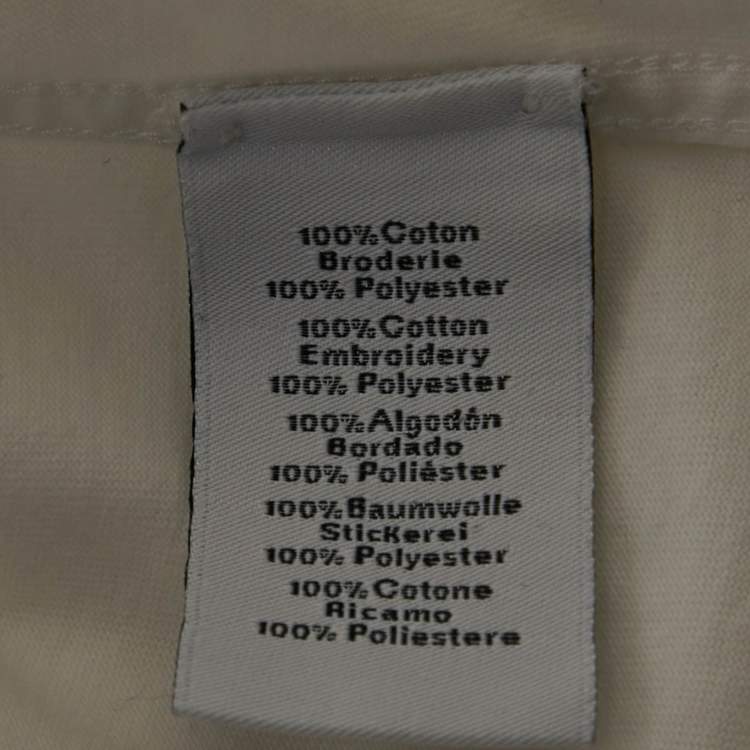 100% Coton
Broderie
100% Polyester
100% Cotton
Embroidery
100% Polyester
100% Algodón
Bordado
100% Poliéster
100% Baumwolle
Stickerei
100% Polyester
100% Cotone
Ricamo
100% Poliestere